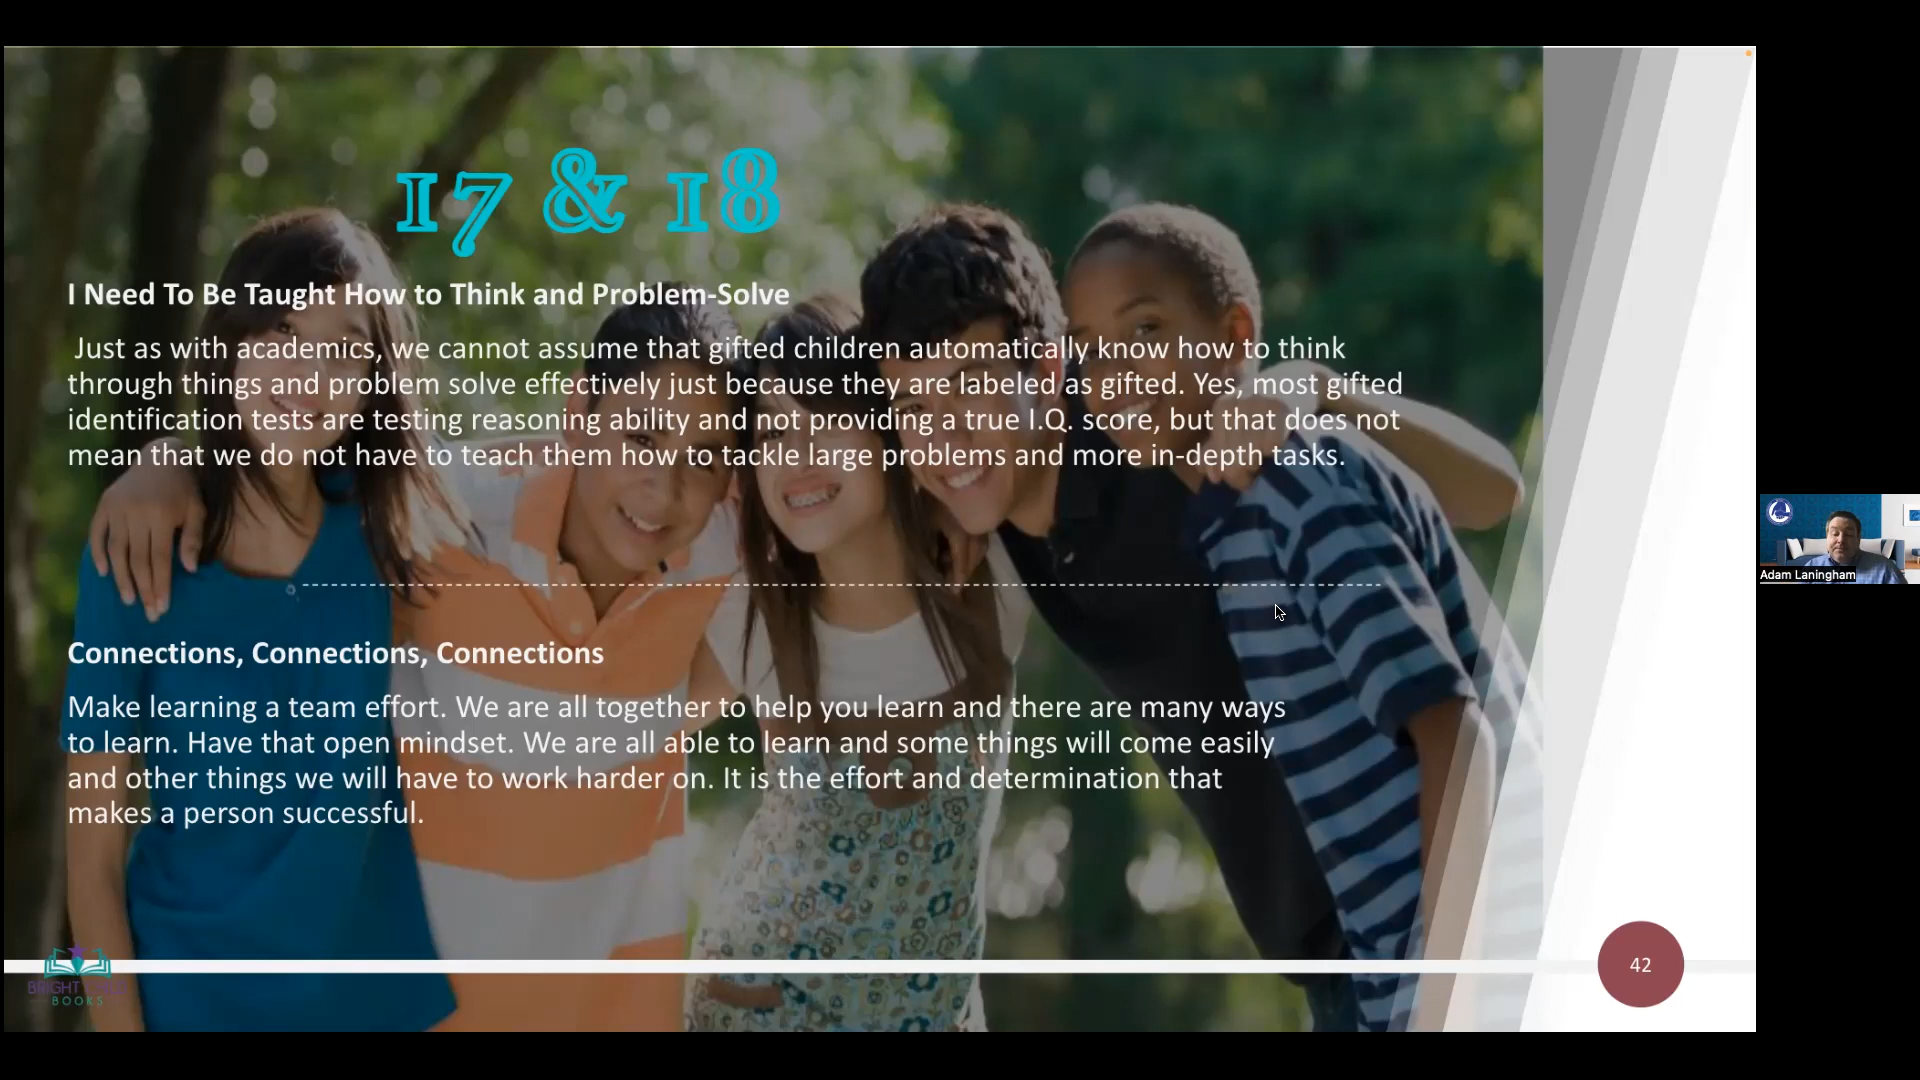 17 & 18
I Need To Be Taught How to Think and Problem-Solve
Just as with academics, we cannot assume that gifted children automatically know how to think
through things and problem solve effectively just because they are labeled as gifted. Yes, most gifted
identification tests are testing reasoning ability and not providing a true I.Q. score, but that does not
mean that we do not have to teach them how to tackle large problems and more in-depth tasks.
Connections, Connections, Connections
Make learning a team effort. We are all together to help you learn and there are many ways
to learn. Have that open mindset. We are all able to learn and some things will come easily
and other things we will have to work harder on. It is the effort and determination that
makes a person successful.
BRIGHT
BOOKS
42
Adam Laningham